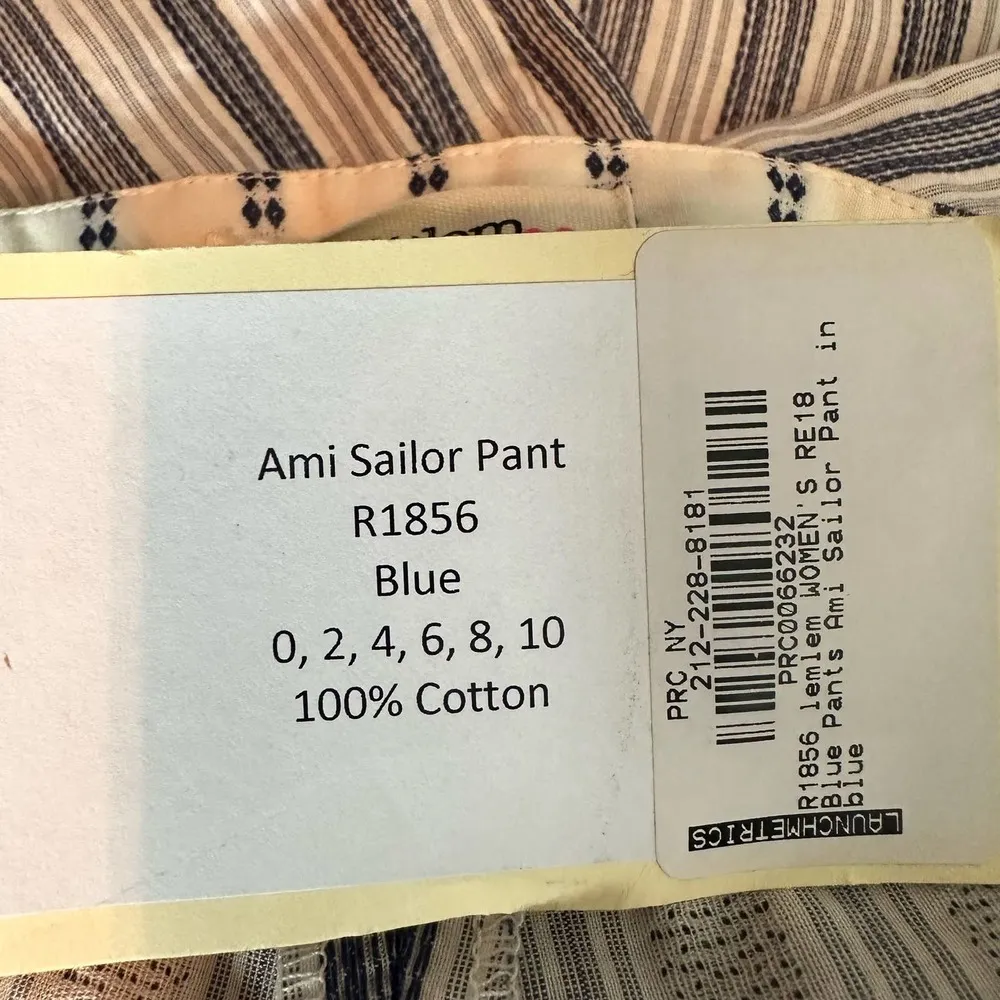 Ami Sailor Pant
R1856
Blue
0, 2, 4, 6, 8, 10
100% Cotton
PRC NY
212-228-8181
PRC0066232
R1856 lemlem WOMEN'S RE18
Blue Pants Ami Sailor Pant in
blue
LAUNCHMETRICS